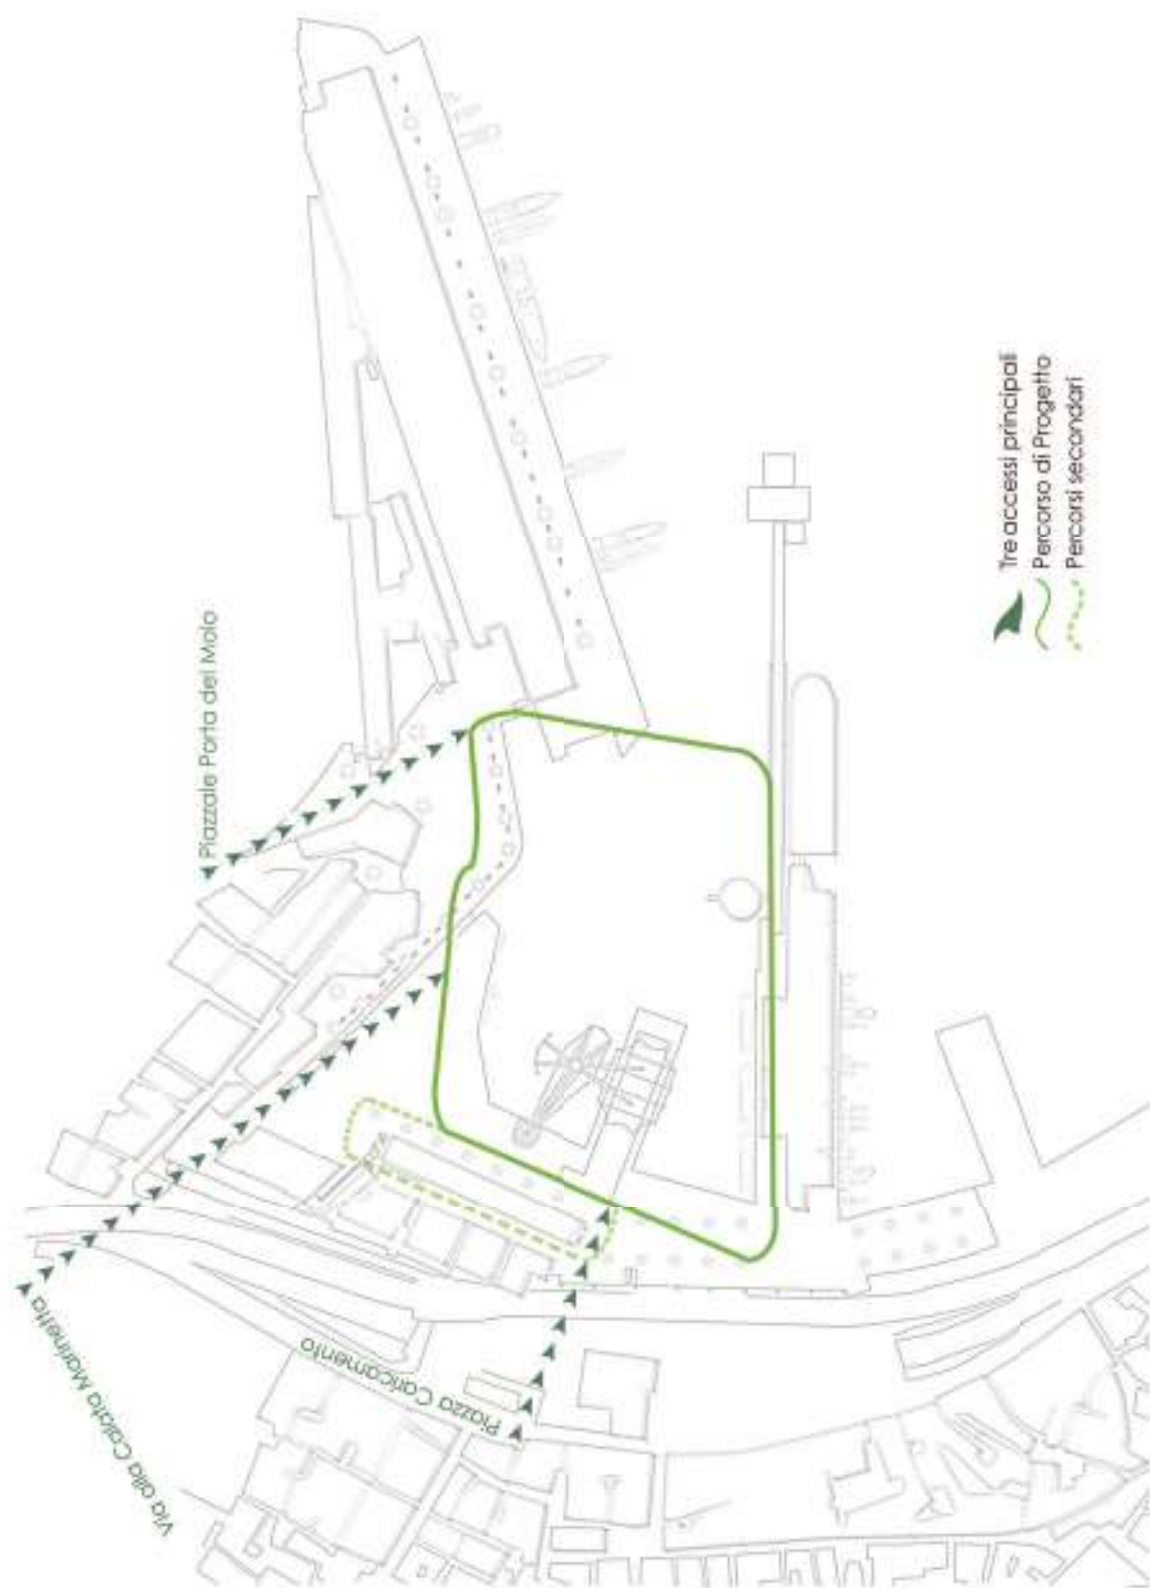 Piazzale Porta del Molo
Via alla Calata Marinetta
Piazza Caricamento
Tre accessi principali
Percorso di Progetto
Percorsi secondari